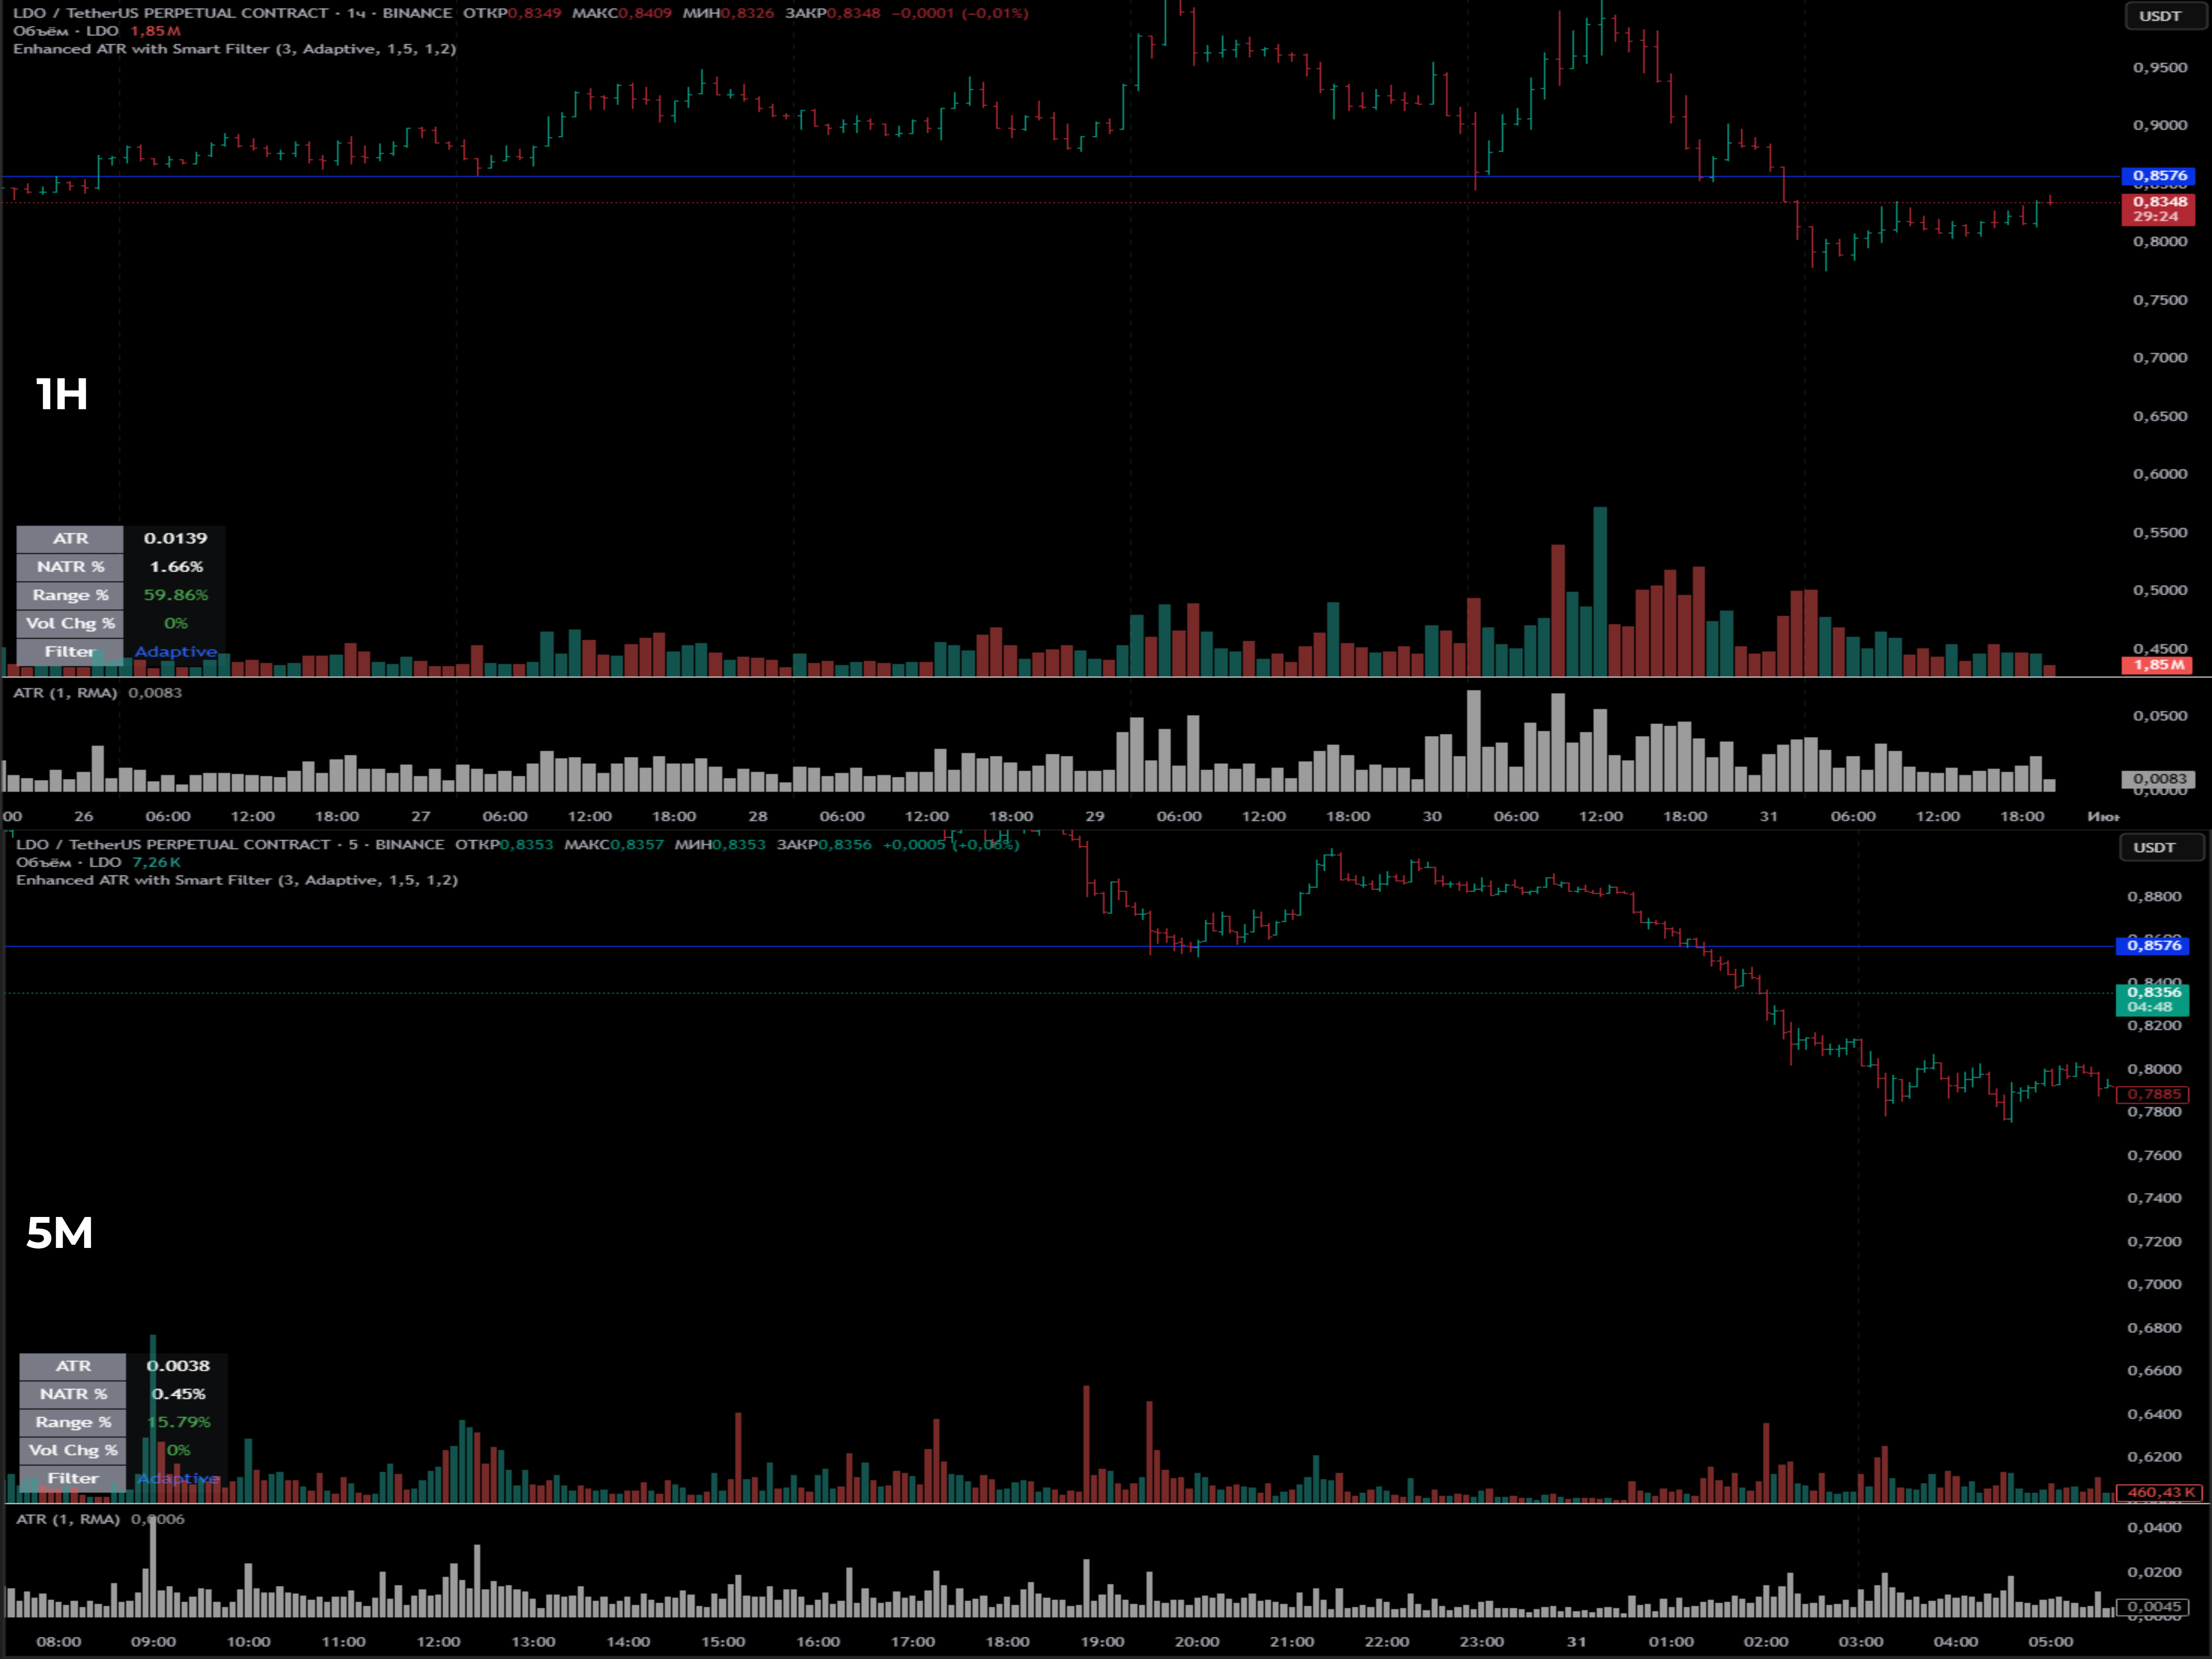 LDO / TetherUS PERPETUAL CONTRACT · 1ч · BINANCE ОТКР0,8349 МАКС0,8409 МИН0,8326 ЗАКР0,8348 −0,0001 (−0,01%)
Объём · LDO 1,85 M
Enhanced ATR with Smart Filter (3, Adaptive, 1,5, 1,2)
USDT
0,9500
0,9000
0,8576
0,8348
29:24
0,8000
0,7500
0,7000
0,6500
0,6000
0,5500
0,5000
0,4500
1,85 M
1H
ATR 0.0139
NATR % 1.66%
Range % 59.86%
Vol Chg % 0%
Filter Adaptive
ATR (1, RMA) 0,0083
0,0500
0,0083
0,0000
00 26 06:00 12:00 18:00 27 06:00 12:00 18:00 28 06:00 12:00 18:00 29 06:00 12:00 18:00 30 06:00 12:00 18:00 31 06:00 12:00 18:00
LDO / TetherUS PERPETUAL CONTRACT · 5 · BINANCE ОТКР0,8353 МАКС0,8357 МИН0,8353 ЗАКР0,8356 +0,0005 (+0,06%)
Объём · LDO 7,26 K
Enhanced ATR with Smart Filter (3, Adaptive, 1,5, 1,2)
USDT
0,8800
0,8576
0,8400
0,8356
04:48
0,8200
0,8000
0,7885
0,7800
0,7600
0,7400
0,7200
0,7000
0,6800
0,6600
0,6400
0,6200
460,43 K
5M
ATR 0.0038
NATR % 0.45%
Range % 15.79%
Vol Chg % 0%
Filter Adaptive
ATR (1, RMA) 0,0006
0,0400
0,0200
0,0045
08:00 09:00 10:00 11:00 12:00 13:00 14:00 15:00 16:00 17:00 18:00 19:00 20:00 21:00 22:00 23:00 31 01:00 02:00 03:00 04:00 05:00